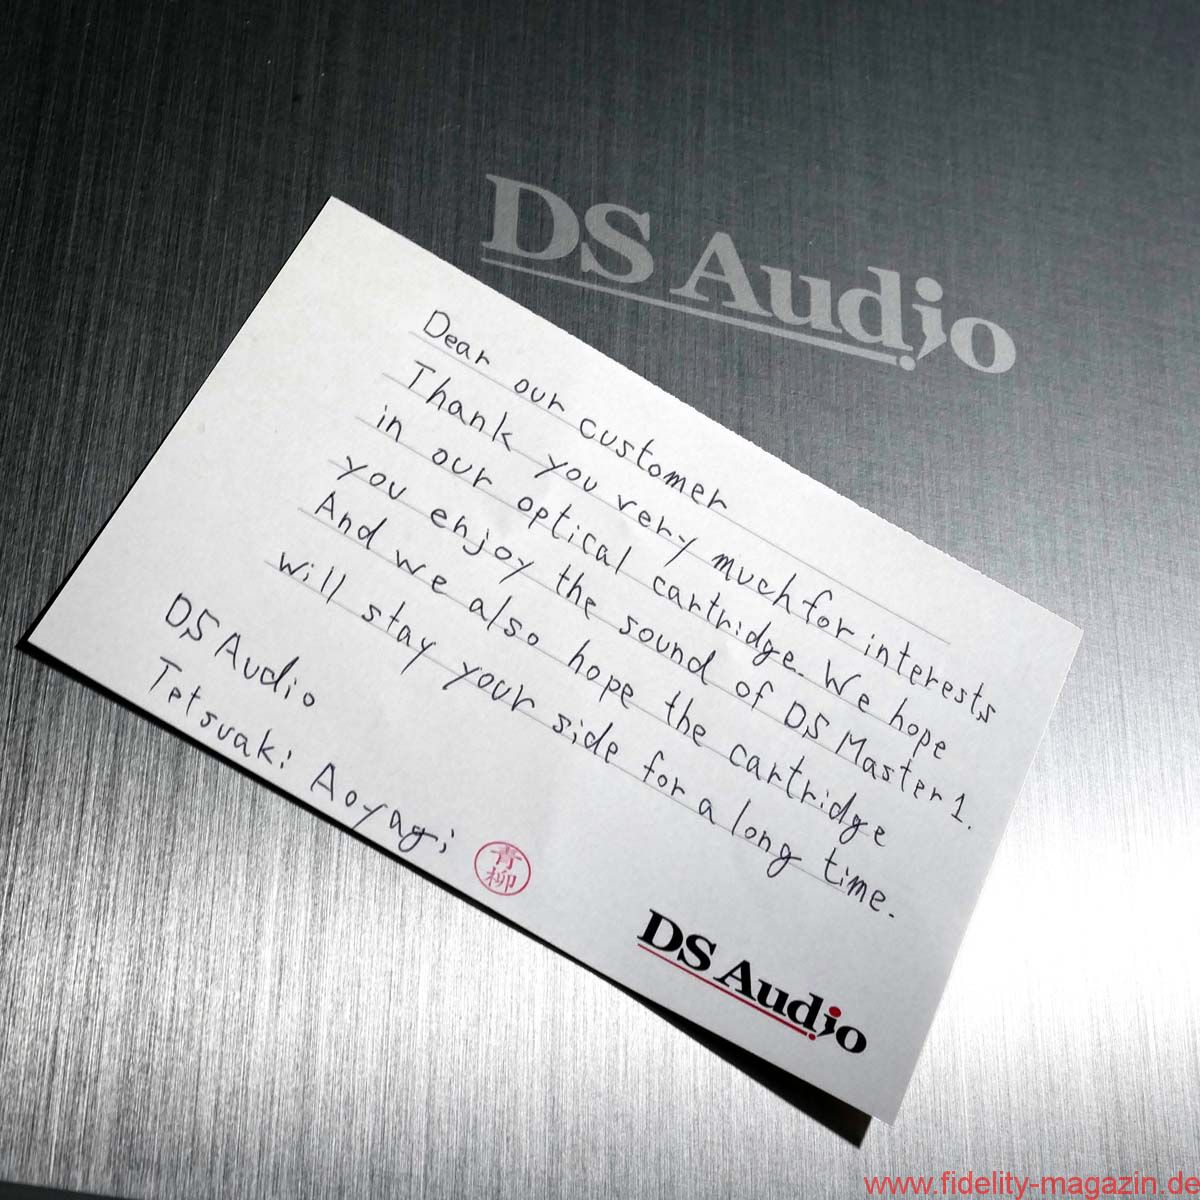 DS Audio
Dear our customer
Thank you very much for interests
in our optical cartridge. We hope
you enjoy the sound of DS Master 1.
And we also hope the cartridge
will stay your side for a long time.
DS Audio
Tetsuaki Aoyagi
青
柳
DS Audio
www.fidelity-magazin.de